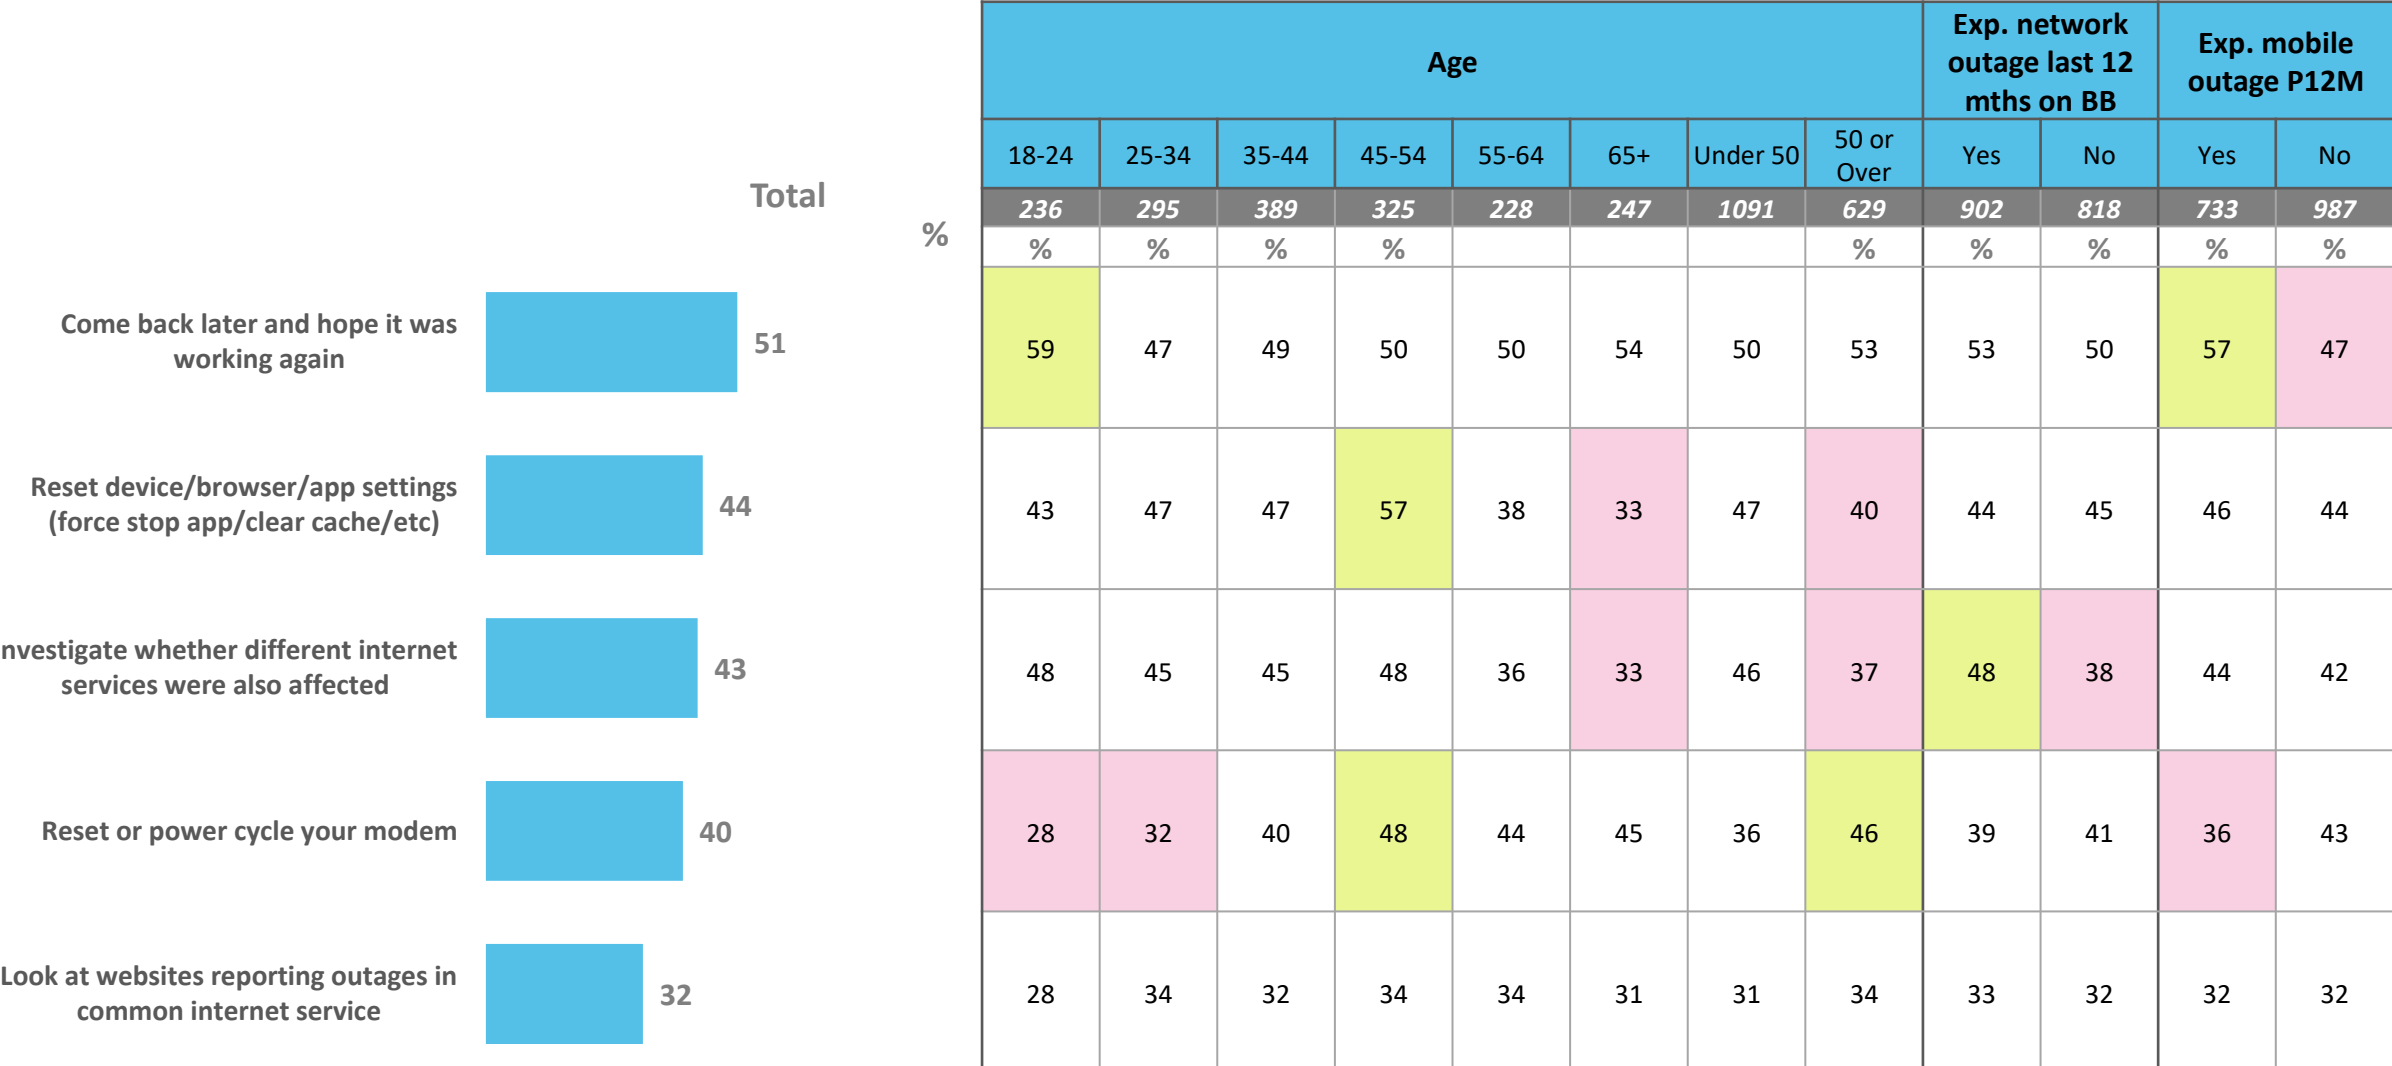 Age
Exp. network
outage last 12
mths on BB
Exp. mobile
outage P12M
18-24 25-34 35-44 45-54 55-64 65+ Under 50 50 or Over Yes No Yes No
Total
236 295 389 325 228 247 1091 629 902 818 733 987
%
% % % % % % % % %
Come back later and hope it was
working again
51 59 47 49 50 50 54 50 53 53 50 57 47
Reset device/browser/app settings
(force stop app/clear cache/etc)
44 43 47 47 57 38 33 47 40 44 45 46 44
nvestigate whether different internet
services were also affected
43 48 45 45 48 36 33 46 37 48 38 44 42
Reset or power cycle your modem
40 28 32 40 48 44 45 36 46 39 41 36 43
Look at websites reporting outages in
common internet service
32 28 34 32 34 34 31 31 34 33 32 32 32